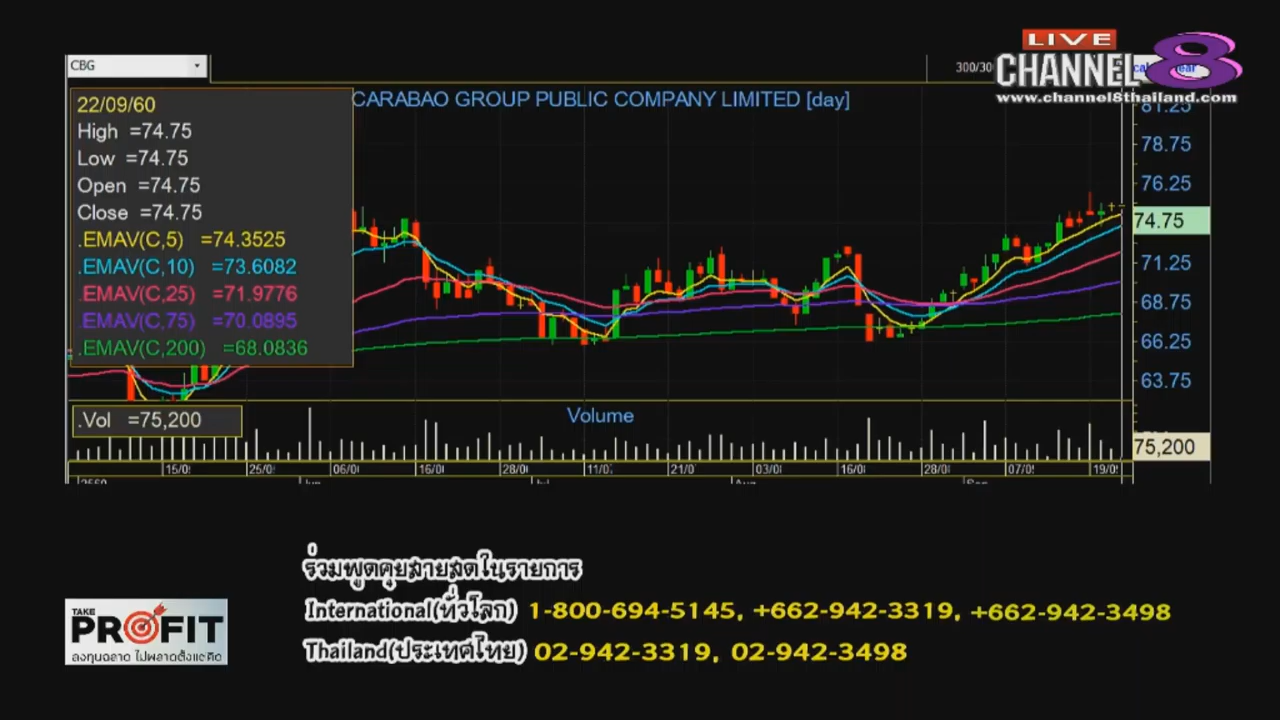 LIVE
CHANNEL 8
www.channel8thailand.com
CBG
300/30
CARABAO GROUP PUBLIC COMPANY LIMITED [day]
22/09/60
High =74.75
Low =74.75
Open =74.75
Close =74.75
.EMAV(C,5) =74.3525
.EMAV(C,10) =73.6082
.EMAV(C,25) =71.9776
.EMAV(C,75) =70.0895
.EMAV(C,200) =68.0836
81.25
78.75
76.25
74.75
71.25
68.75
66.25
63.75
.Vol =75,200
Volume
75,200
15/0 25/0 06/0 16/0 28/0 11/0 21/0 03/0 16/0 28/0 07/0 19/0
ร่วมพูดคุยสายสดในรายการ
International(ทั่วโลก) 1-800-694-5145, +662-942-3319, +662-942-3498
Thailand(ประเทศไทย) 02-942-3319, 02-942-3498
TAKE
PROFIT
ลงทุนฉลาด ไม่พลาดตั้งแต่คิด